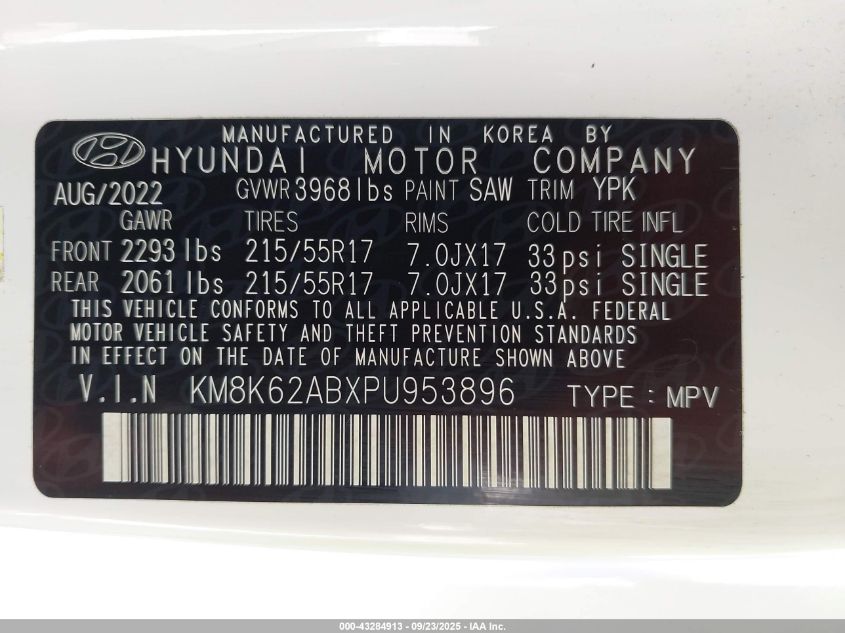 MANUFACTURED IN KOREA BY
HYUNDAI MOTOR COMPANY
AUG/2022 GVWR 3968 lbs PAINT SAW TRIM YPK
GAWR TIRES RIMS COLD TIRE INFL
FRONT 2293 lbs 215/55R17 7.0JX17 33 psi SINGLE
REAR 2061 lbs 215/55R17 7.0JX17 33 psi SINGLE
THIS VEHICLE CONFORMS TO ALL APPLICABLE U.S.A. FEDERAL
MOTOR VEHICLE SAFETY AND THEFT PREVENTION STANDARDS
IN EFFECT ON THE DATE OF MANUFACTURE SHOWN ABOVE
V.I.N KM8K62ABXPU953896 TYPE : MPV
000-43284913 - 09/23/2025 - IAA Inc.